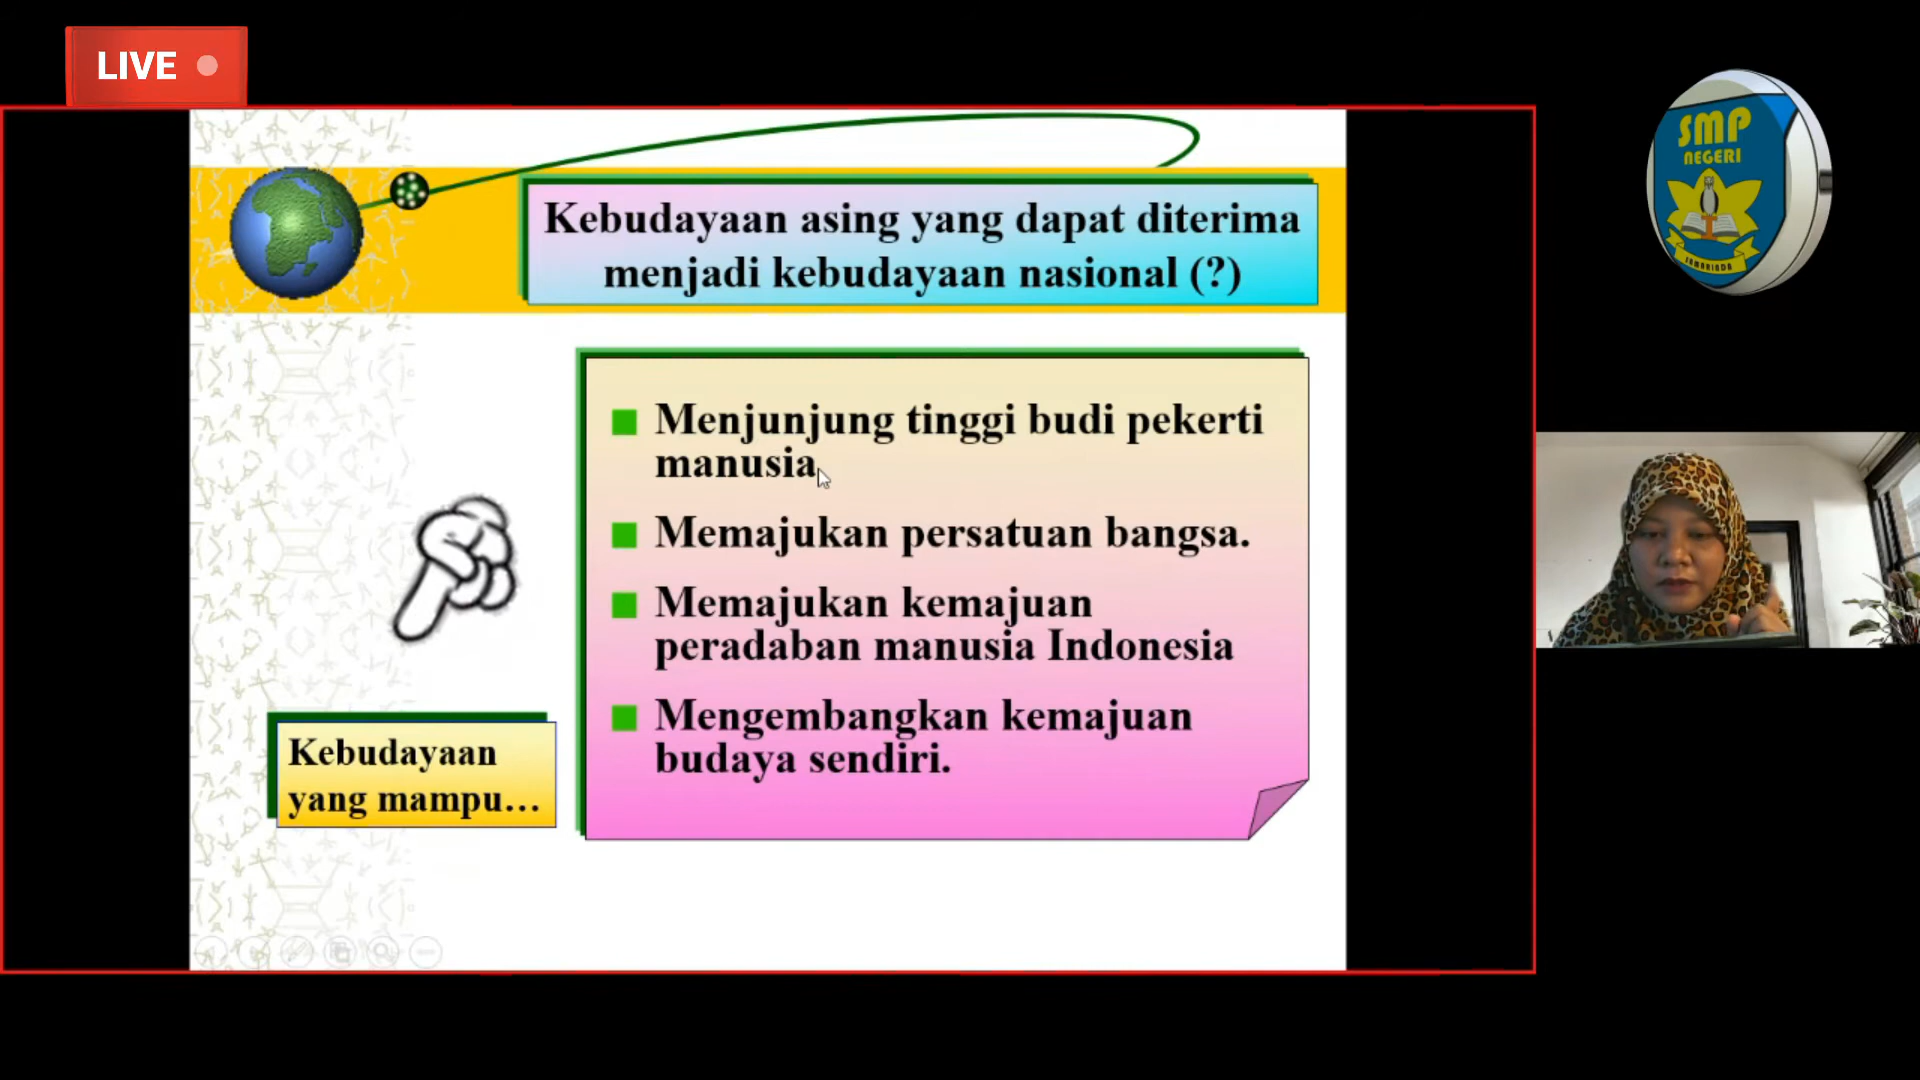 LIVE
SMP
NEGERI
SAMARINDA
Kebudayaan asing yang dapat diterima
menjadi kebudayaan nasional (?)
Menjunjung tinggi budi pekerti
manusia
Memajukan persatuan bangsa.
Memajukan kemajuan
peradaban manusia Indonesia
Mengembangkan kemajuan
budaya sendiri.
Kebudayaan
yang mampu...